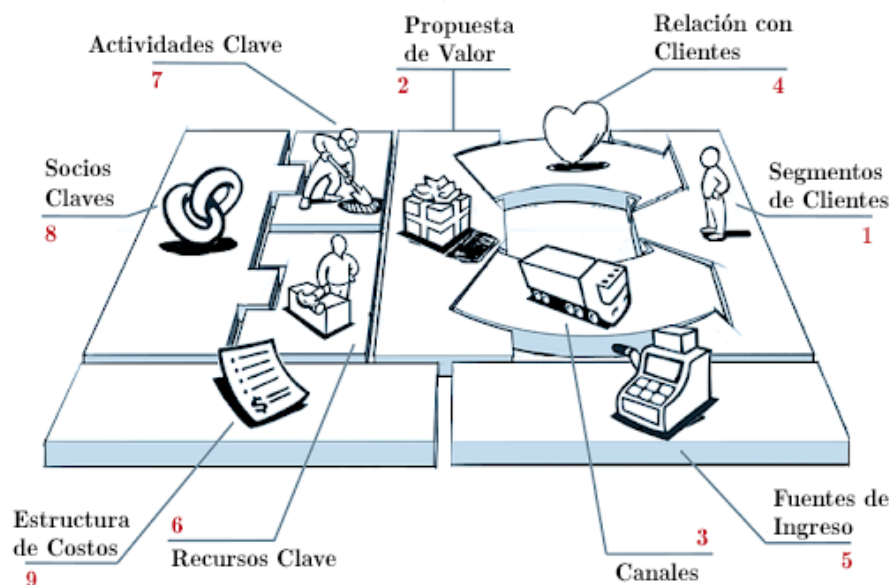 Actividades Clave
7
Propuesta
de Valor
2
Relación con
Clientes
4
Socios
Claves
8
Segmentos
de Clientes
1
Estructura
de Costos
9
6
Recursos Clave
3
Canales
Fuentes de
Ingreso
5
$